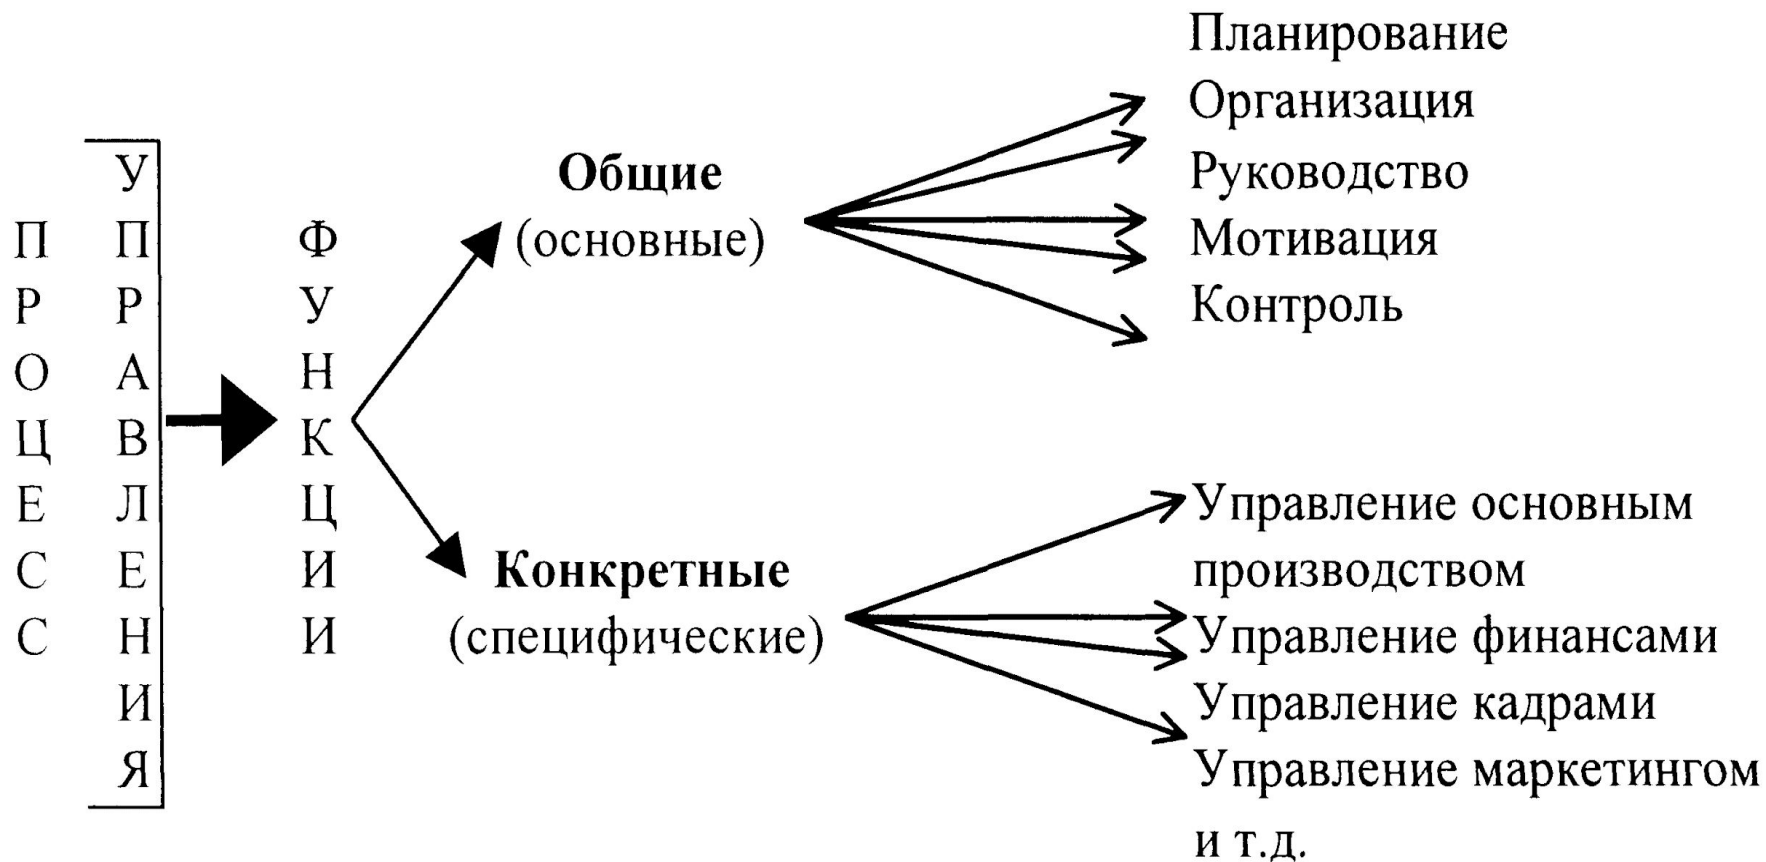 ПРОЦЕСС
УПРАВЛЕНИЯ
ФУНКЦИИ
Общие
(основные)
Планирование
Организация
Руководство
Мотивация
Контроль
Конкретные
(специфические)
Управление основным
производством
Управление финансами
Управление кадрами
Управление маркетингом
и т.д.